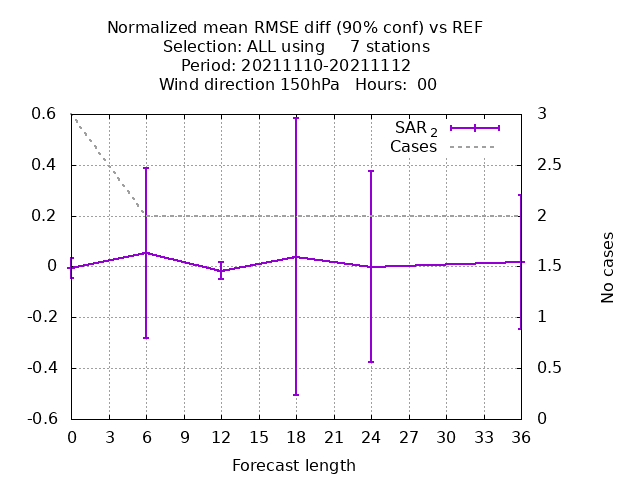 Normalized mean RMSE diff (90% conf) vs REF
Selection: ALL using     7 stations
Period: 20211110-20211112
Wind direction 150hPa   Hours:  00
0.6 3
SAR 2
Cases
0.4 2.5
0.2 2
0 1.5
-0.2 1
-0.4 0.5
-0.6 0
No cases
0 3 6 9 12 15 18 21 24 27 30 33 36
Forecast length